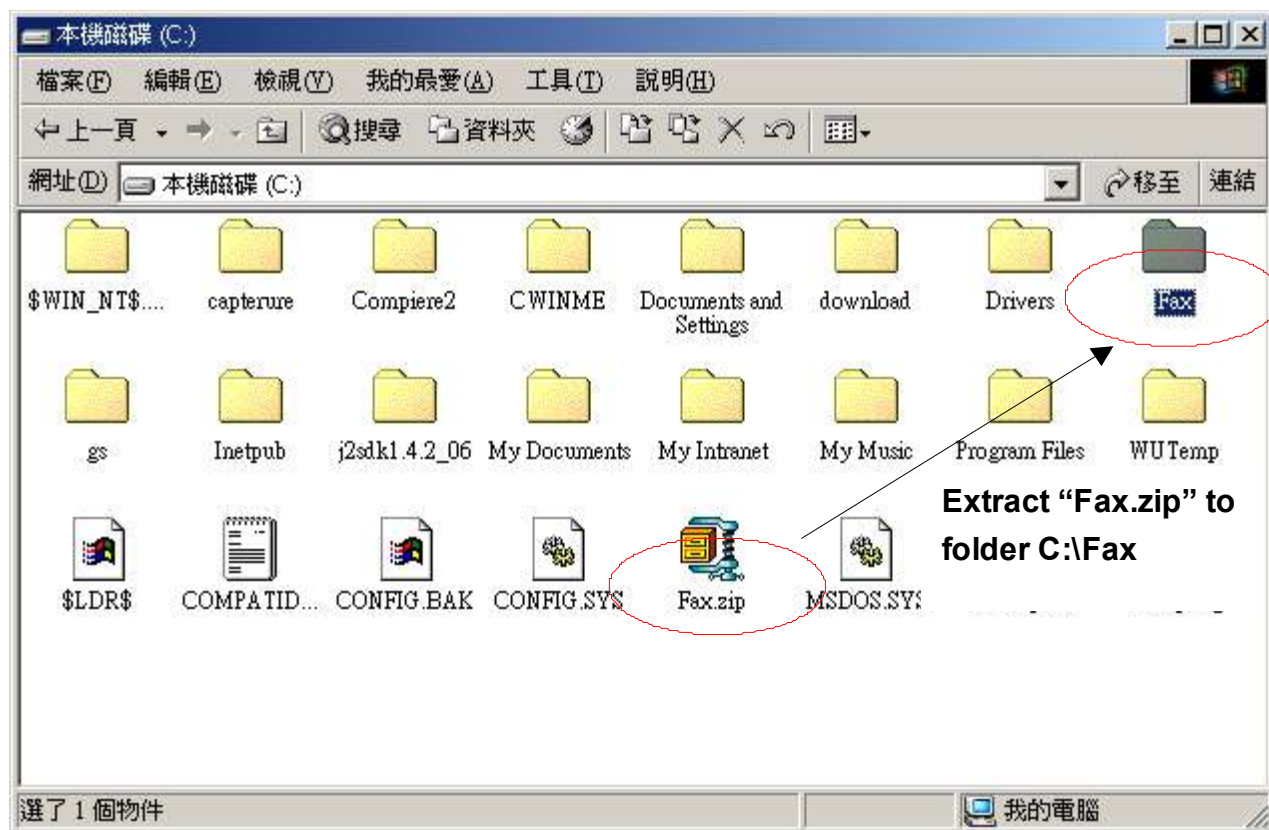 本機磁碟 (C:)
檔案(F) 編輯(E) 檢視(V) 我的最愛(A) 工具(T) 說明(H)
上一頁 搜尋 資料夾
網址(D) 本機磁碟 (C:) 移至 連結
$WIN_NT$.... capterure Compiere2 CWINME Documents and Settings download Drivers Fax
gs Inetpub j2sdk1.4.2_06 My Documents My Intranet My Music Program Files WUTemp
Extract “Fax.zip” to
folder C:\Fax
$LDR$ COMPATID... CONFIG.BAK CONFIG.SYS Fax.zip MSDOS.SYS
選了 1 個物件 我的電腦